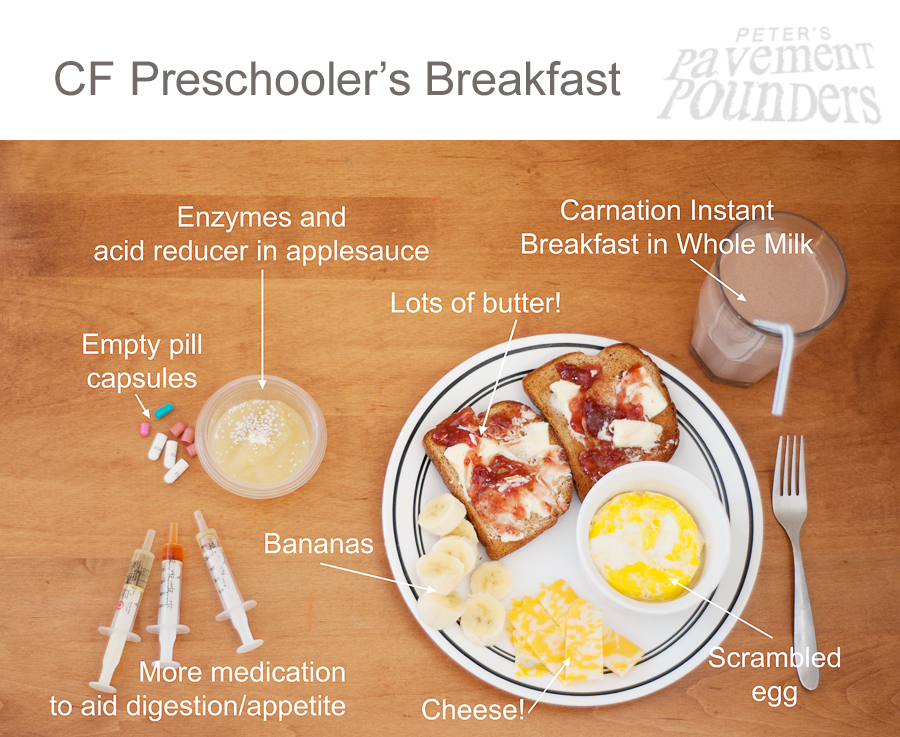 CF Preschooler's Breakfast
PETER'S
Pavement
Pounders
Enzymes and
acid reducer in applesauce
Carnation Instant
Breakfast in Whole Milk
Lots of butter!
Empty pill
capsules
Bananas
More medication
to aid digestion/appetite
Cheese!
Scrambled
egg